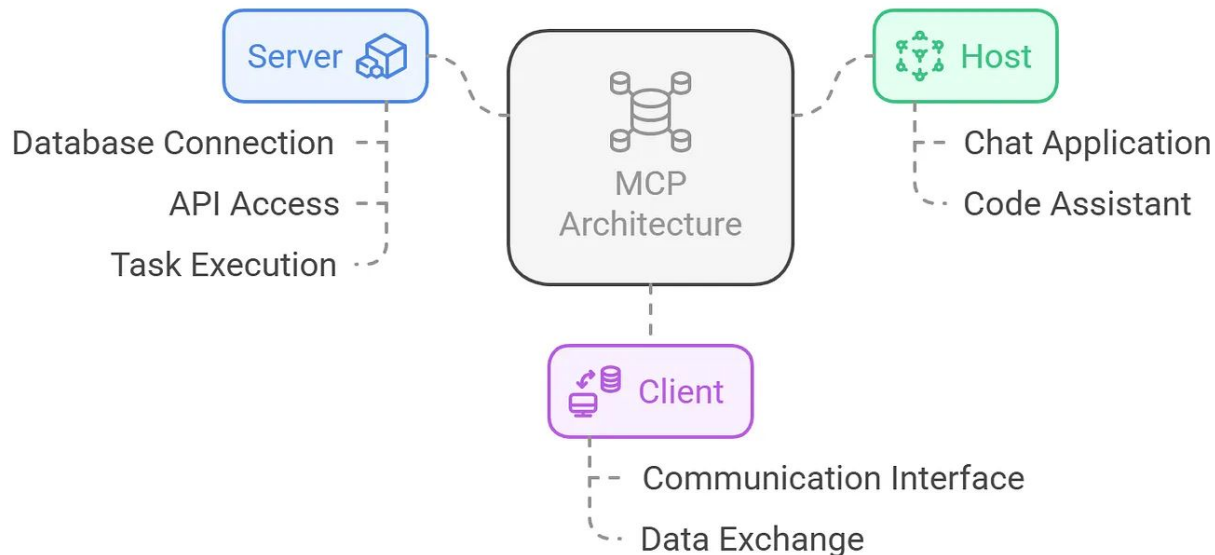 Server
Database Connection
API Access
Task Execution
MCP
Architecture
Host
Chat Application
Code Assistant
Client
Communication Interface
Data Exchange